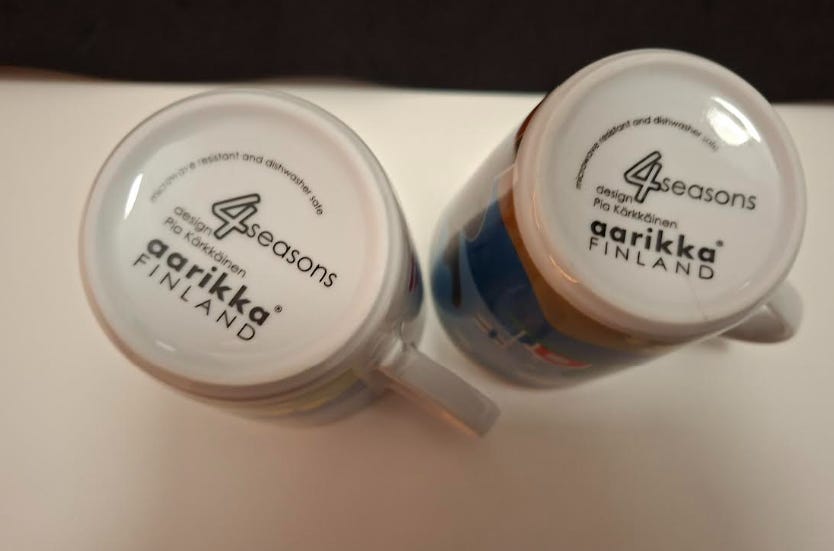 microwave resistant and dishwasher safe
4seasons
design
Pia Kärkkäinen
aarikka®
FINLAND
microwave resistant and dishwasher safe
4seasons
design
Pia Kärkkäinen
aarikka®
FINLAND